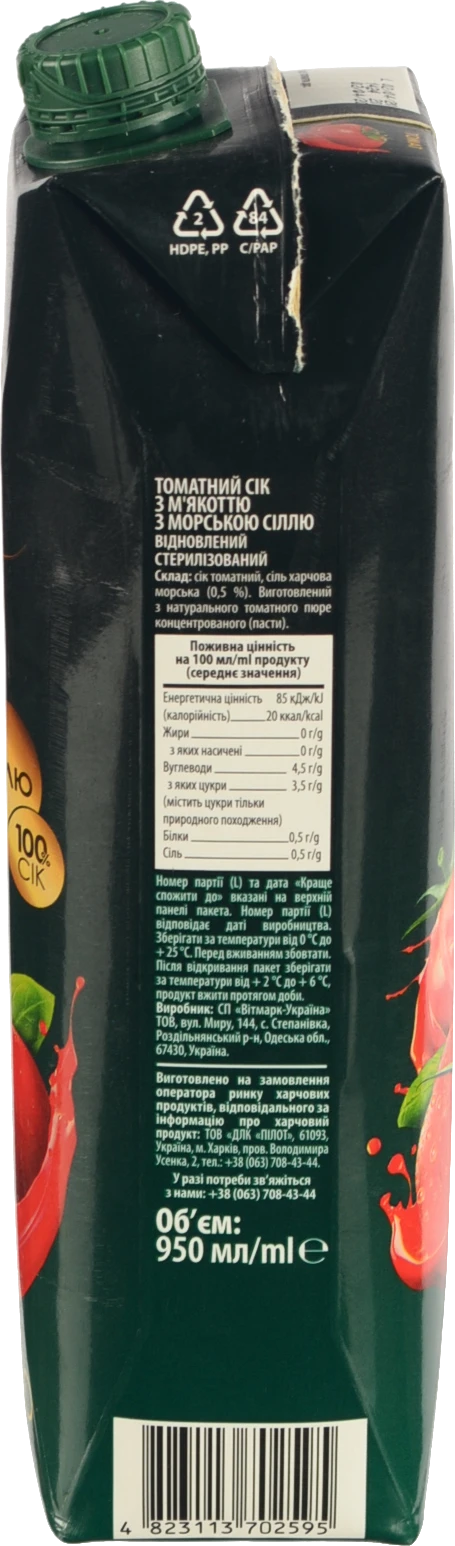 2
84
HDPE, PP
C/PAP
ТОМАТНИЙ СІК
З М'ЯКОТТЮ
З МОРСЬКОЮ СІЛЛЮ
ВІДНОВЛЕНИЙ
СТЕРИЛІЗОВАНИЙ
Склад: сік томатний, сіль харчова
морська (0,5 %). Виготовлений
з натурального томатного пюре
концентрованого (пасти).
Поживна цінність
на 100 мл/ml продукту
(середнє значення)
Енергетична цінність 85 кДж/kJ
(калорійність) 20 ккал/kcal
Жири 0 г/g
з яких насичені 0 г/g
Вуглеводи 4,5 г/g
з яких цукри 3,5 г/g
(містить цукри тільки
природного походження)
Білки 0,5 г/g
Сіль 0,5 г/g
ЛЮ
100%
СІК
Номер партії (L) та дата «Краще
спожити до» вказані на верхній
панелі пакета. Номер партії (L)
відповідає даті виробництва.
Зберігати за температури від 0 °C до
+ 25 °C. Перед вживанням збовтати.
Після відкривання пакет зберігати
за температури від + 2 °C до + 6 °C,
продукт вжити протягом доби.
Виробник: СП «Вітмарк-Україна»
ТОВ, вул. Миру, 144, с. Степанівка,
Роздільнянський р-н, Одеська обл.,
67430, Україна.
Виготовлено на замовлення
оператора ринку харчових
продуктів, відповідального за
інформацію про харчовий
продукт: ТОВ «ДЛК «ПІЛОТ», 61093,
Україна, м. Харків, пров. Володимира
Усенка, 2, тел.: +38 (063) 708-43-44.
У разі потреби зв'яжіться
з нами: +38 (063) 708-43-44
Об'єм:
950 мл/ml e
4 823113 702595